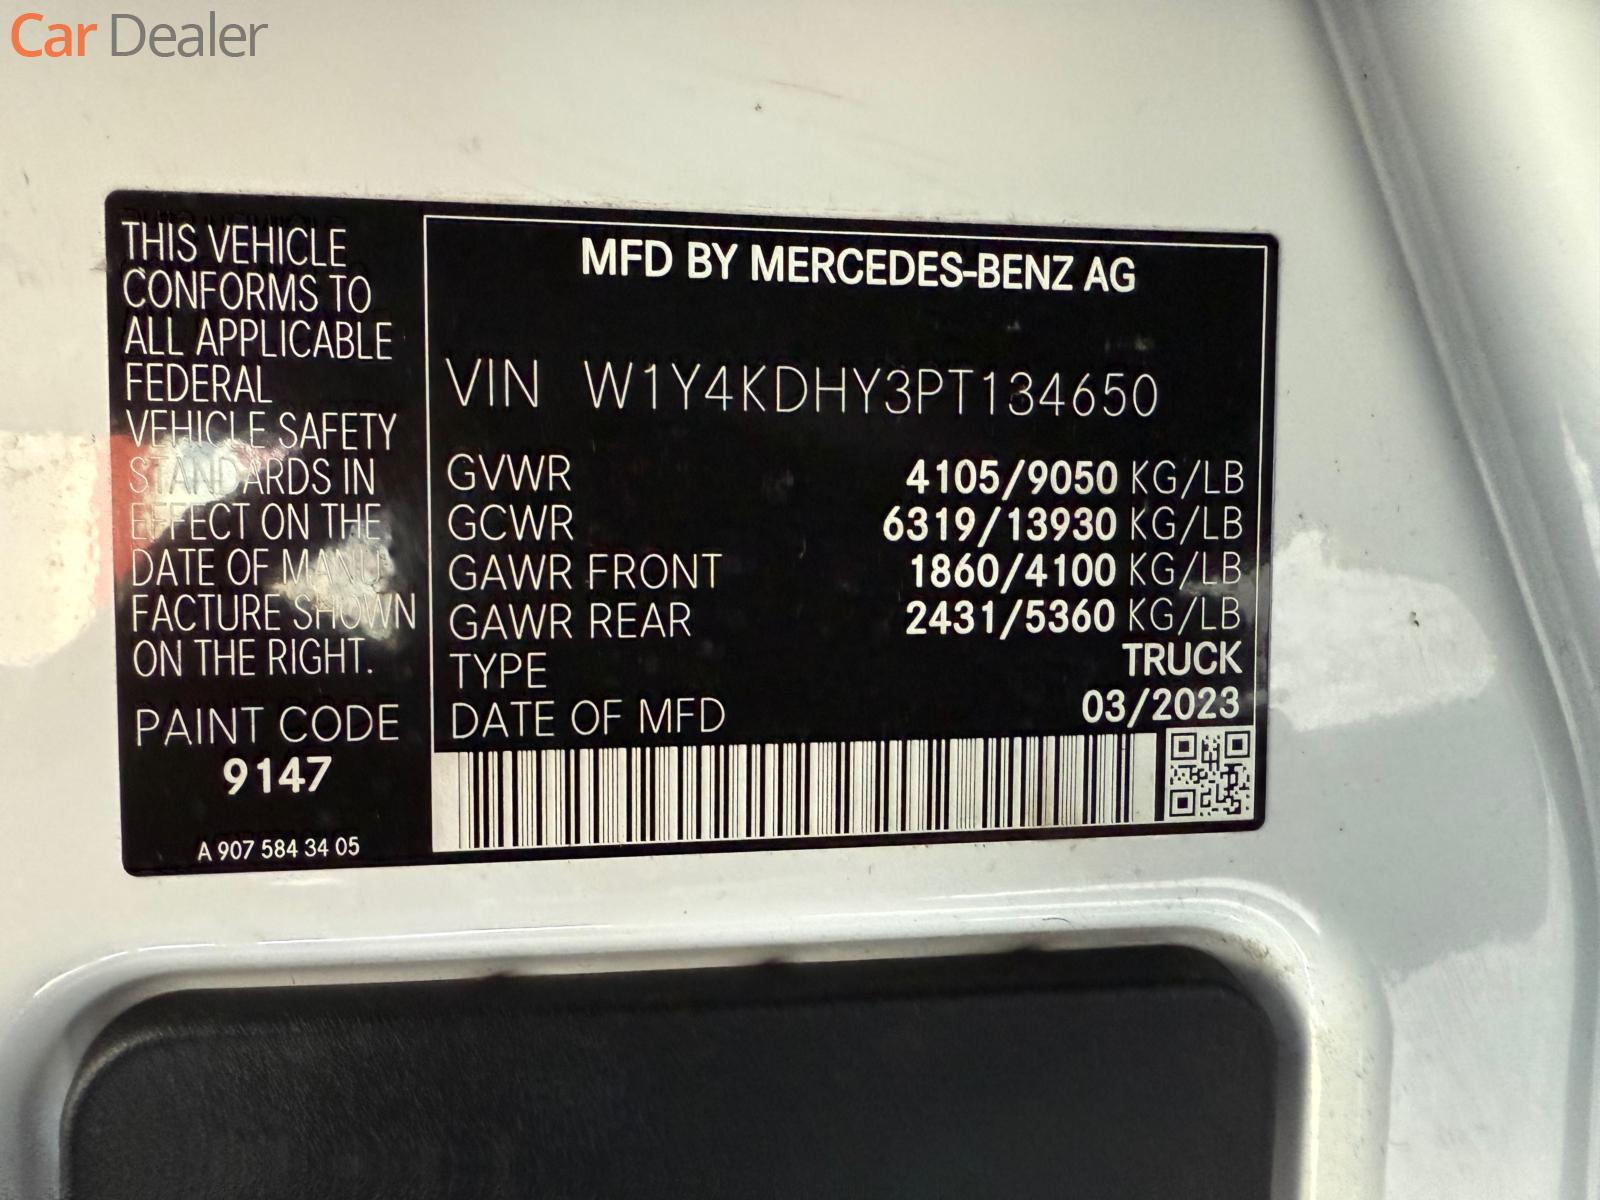 Car Dealer
THIS VEHICLE
CONFORMS TO
ALL APPLICABLE
FEDERAL
VEHICLE SAFETY
STANDARDS IN
EFFECT ON THE
DATE OF MANU
FACTURE SHOWN
ON THE RIGHT.
PAINT CODE
9147
A 907 584 34 05
MFD BY MERCEDES-BENZ AG
VIN W1Y4KDHY3PT134650
GVWR 4105/9050 KG/LB
GCWR 6319/13930 KG/LB
GAWR FRONT 1860/4100 KG/LB
GAWR REAR 2431/5360 KG/LB
TYPE TRUCK
DATE OF MFD 03/2023